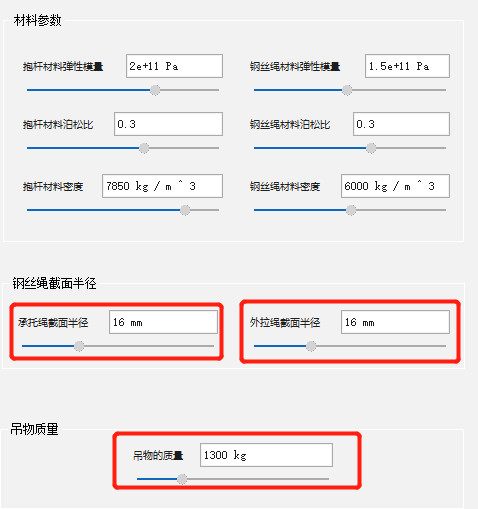 材料参数
抱杆材料弹性模量 2e+11 Pa 钢丝绳材料弹性模量 1.5e+11 Pa
抱杆材料泊松比 0.3 钢丝绳材料泊松比 0.3
抱杆材料密度 7850 kg / m ^ 3 钢丝绳材料密度 6000 kg / m ^ 3
钢丝绳截面半径
承托绳截面半径 16 mm 外拉绳截面半径 16 mm
吊物质量
吊物的质量 1300 kg